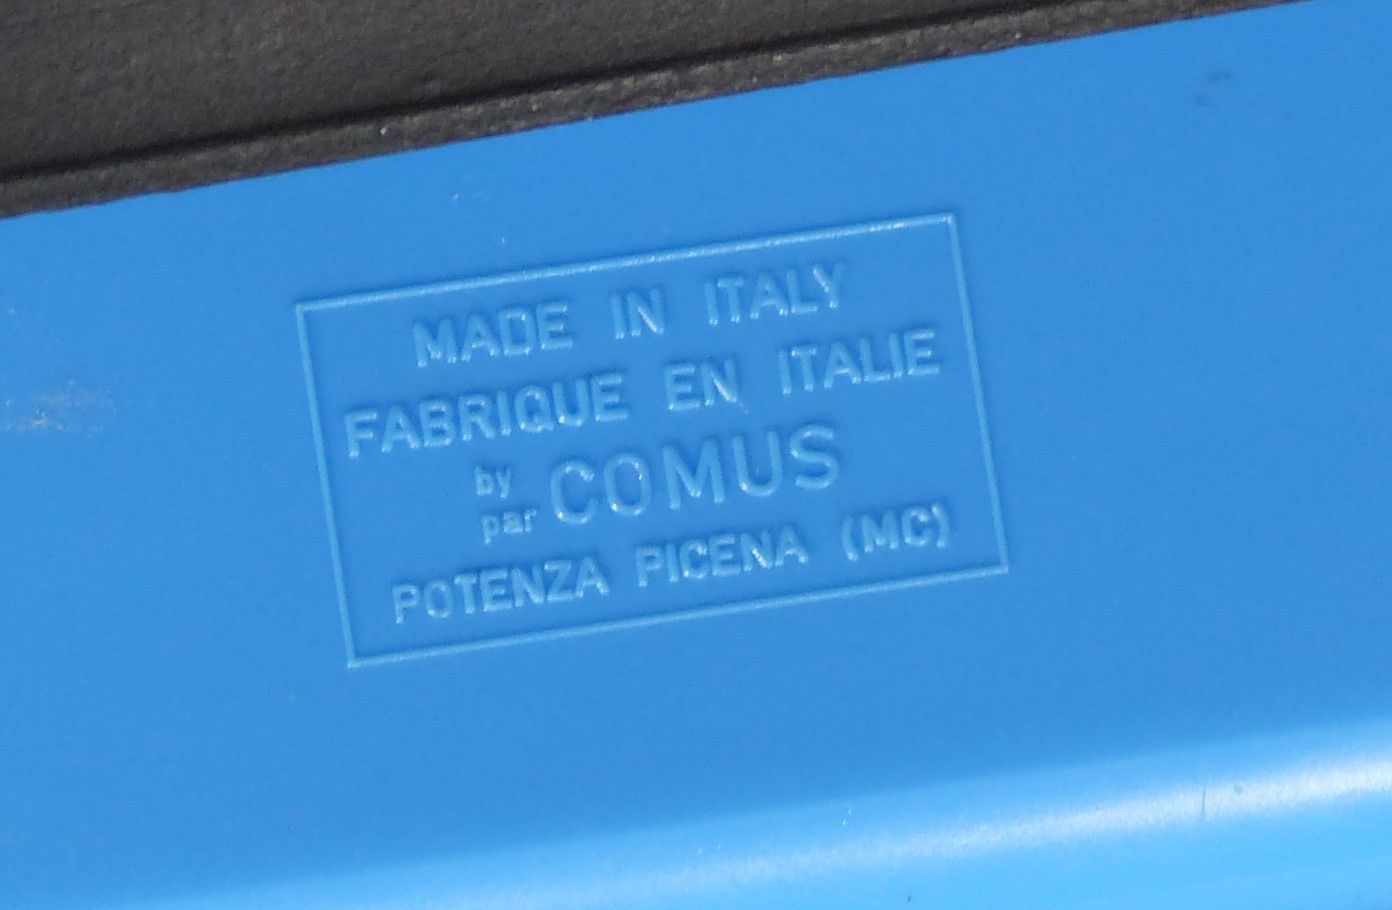 MADE IN ITALY
FABRIQUE EN ITALIE
by
par COMUS
POTENZA PICENA (MC)